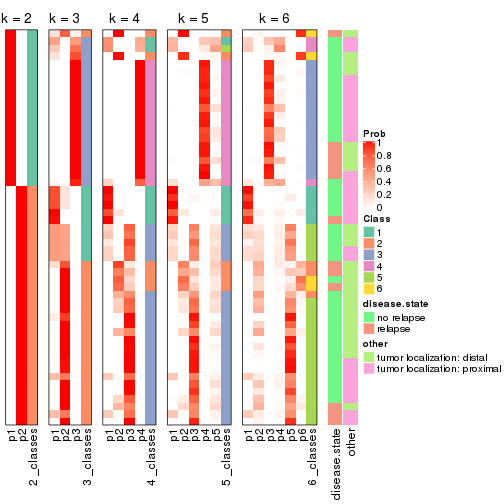 k = 2 k = 3 k = 4 k = 5 k = 6
Prob
1
0.8
0.6
0.4
0.2
0
Class
1
2
3
4
5
6
disease.state
no relapse
relapse
other
tumor localization: distal
tumor localization: proximal
p1 p2 2_classes p1 p2 p3 3_classes p1 p2 p3 p4 4_classes p1 p2 p3 p4 p5 5_classes p1 p2 p3 p4 p5 p6 6_classes disease.state other